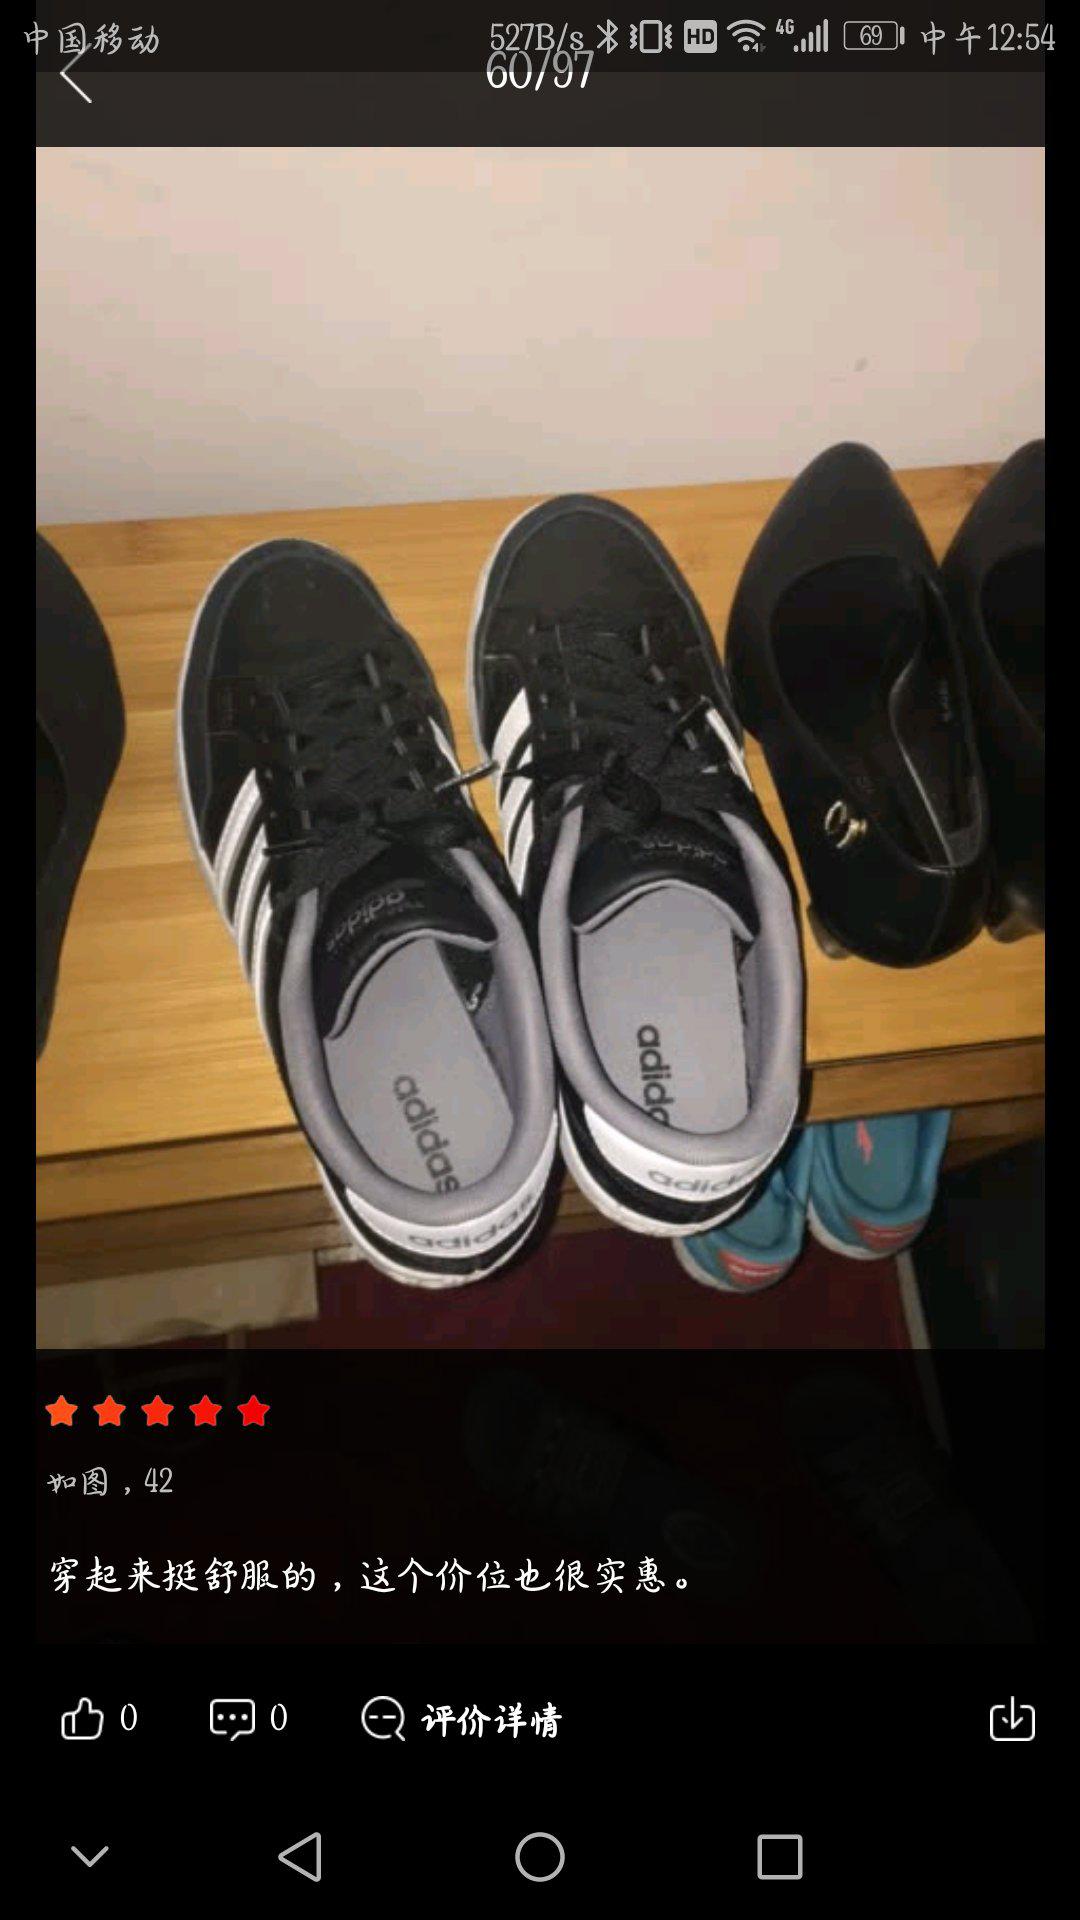 中国移动 527B/s HD 4G 69 中午12:54
60/97
adidas
adidas
adida
adidas
adidas
如图，42
穿起来挺舒服的，这个价位也很实惠。
0 0 评价详情